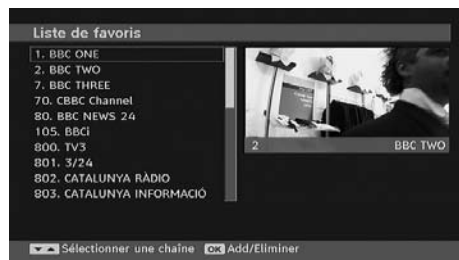 Liste de favoris
1. BBC ONE
2. BBC TWO
7. BBC THREE
70. CBBC Channel
80. BBC NEWS 24
105. BBCi
800. TV3
801. 3/24
802. CATALUNYA RÀDIO
803. CATALUNYA INFORMACIÓ
2 BBC TWO
Sélectionner une chaîne OK Add/Eliminer